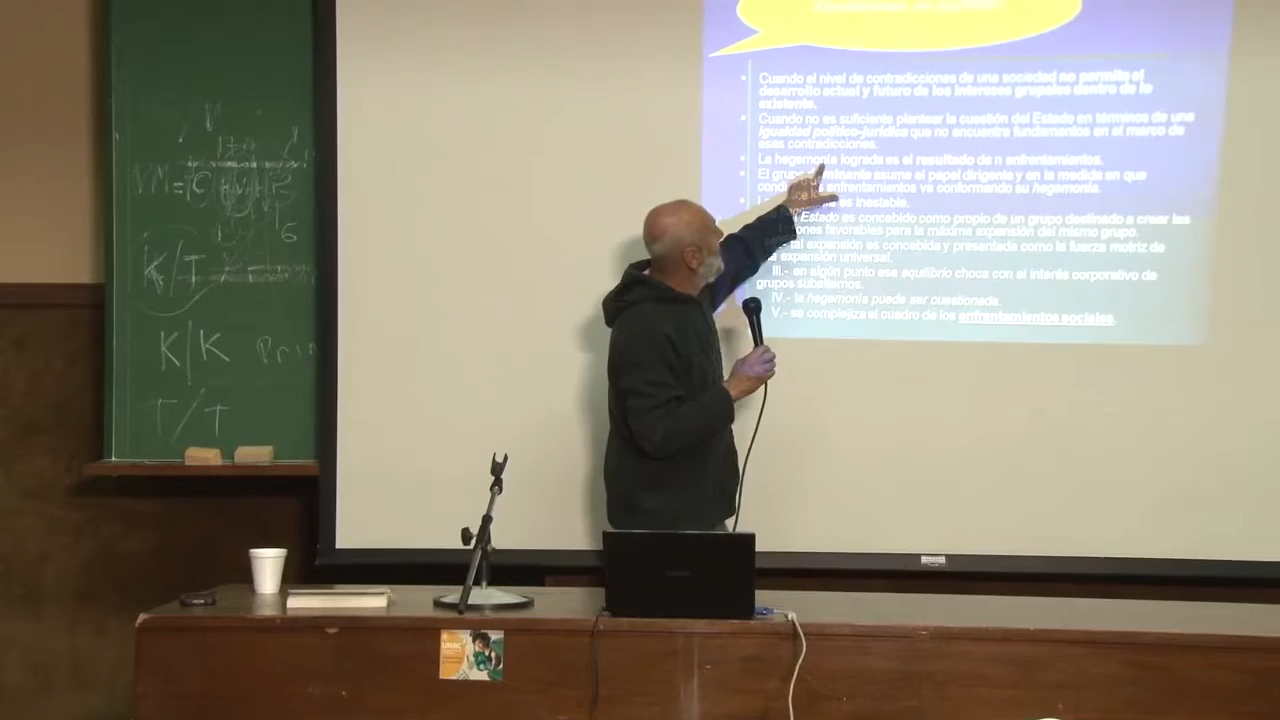 Cuando el nivel de contradicciones de una sociedad no permite el
desarrollo actual y futuro de los intereses grupales dentro de lo
existente.
Cuando no es suficiente plantear la cuestión del Estado en términos de una
igualdad político-jurídica que no encuentre fundamentos en el marco de
esas contradicciones.
La hegemonía lograda es el resultado de n enfrentamientos.
El grupo dominante asume el papel dirigente y en la medida en que
enfrentamientos va conformando su hegemonía.
es inestable.
Estado es concebido como propio de un grupo destinado a crear las
favorables para la máxima expansión del mismo grupo.
tal expansión es concebida y presentada como la fuerza motriz de
expansión universal.
III.- en algún punto ese equilibrio choca con el interés corporativo de
grupos subalternos.
IV.- la hegemonía puede ser cuestionada.
V.- se complejiza el cuadro de los enfrentamientos sociales.
V
VM=
6
K/T
K/K Prin
T/T
UNRC